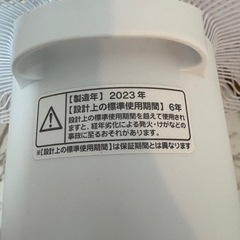 【製造年】2023年
【設計上の標準使用期間】6年
設計上の標準使用期間を超えて使用され
ますと、経年劣化による発火・けがなどの
事故に至るおそれがあります。
※【設計上の標準使用期間】は保証期間とは異なります